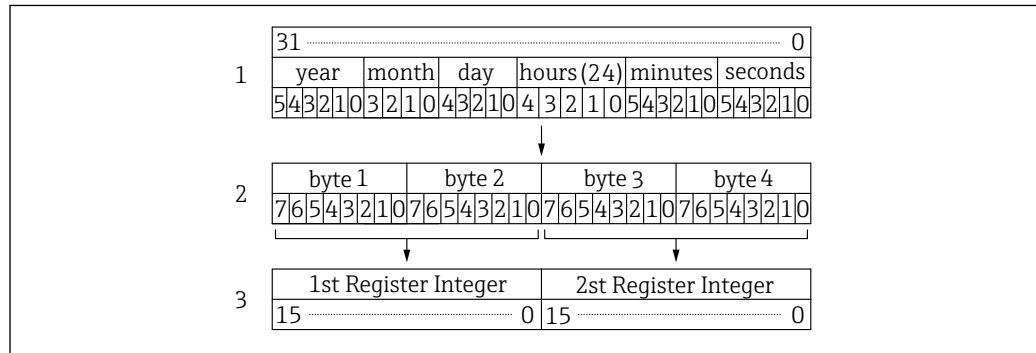 31 0
1 year month day hours (24) minutes seconds
5 4 3 2 1 0 3 2 1 0 4 3 2 1 0 4 3 2 1 0 5 4 3 2 1 0 5 4 3 2 1 0
2 byte 1 byte 2 byte 3 byte 4
7 6 5 4 3 2 1 0 7 6 5 4 3 2 1 0 7 6 5 4 3 2 1 0 7 6 5 4 3 2 1 0
3 1st Register Integer 2st Register Integer
15 0 15 0